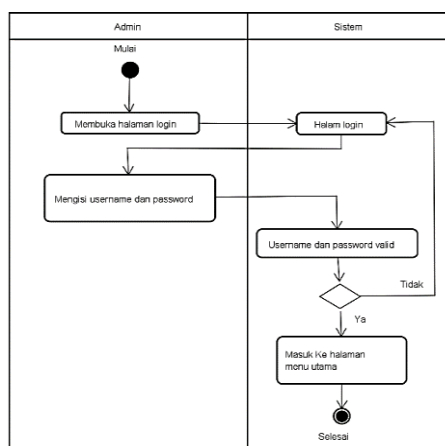 Admin
Sistem
Mulai
Membuka halaman login
Halam login
Mengisi username dan password
Username dan password valid
Tidak
Ya
Masuk Ke halaman
menu utama
Selesai